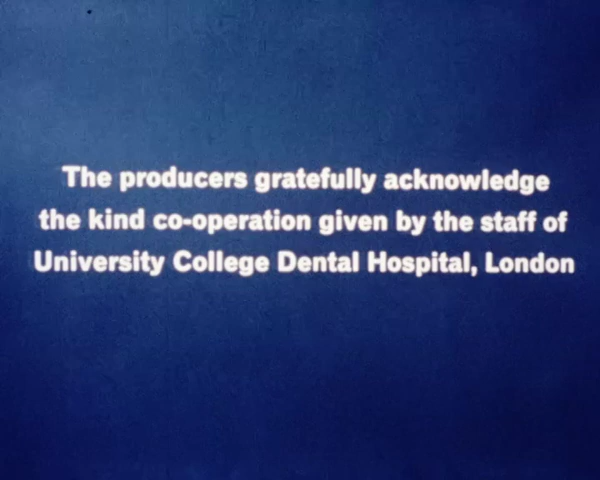 The producers gratefully acknowledge
the kind co-operation given by the staff of
University College Dental Hospital, London